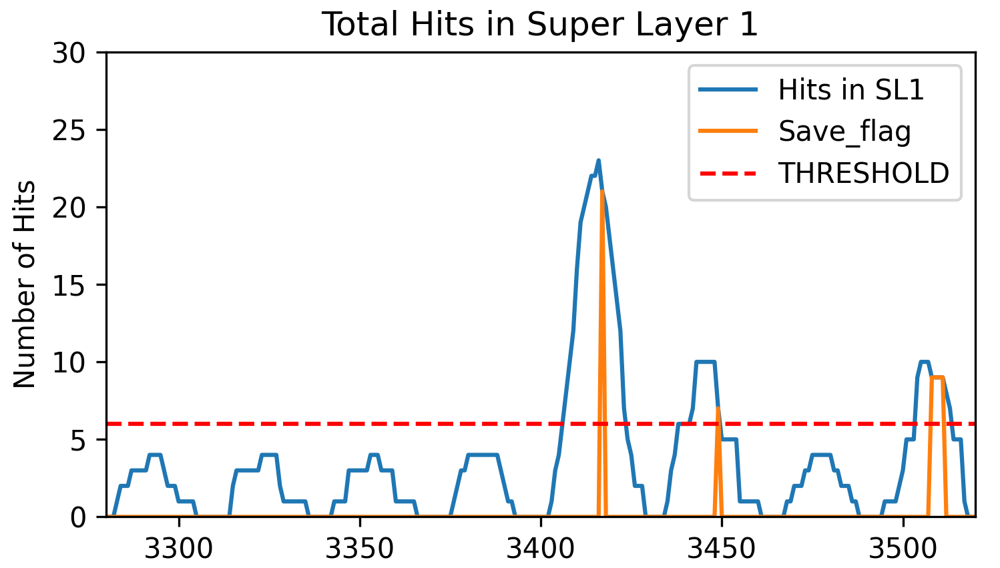 Total Hits in Super Layer 1
30
25
20
15
10
5
0
Number of Hits
Hits in SL1
Save_flag
THRESHOLD
3300 3350 3400 3450 3500